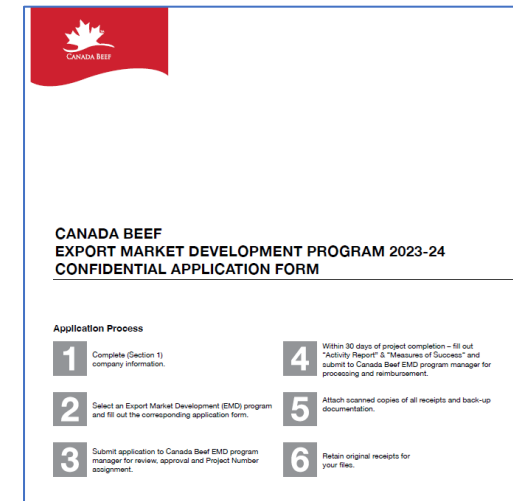 CANADA BEEF
CANADA BEEF
EXPORT MARKET DEVELOPMENT PROGRAM 2023-24
CONFIDENTIAL APPLICATION FORM
Application Process
1
Complete (Section 1)
company information.
2
Select an Export Market Development (EMD) program
and fill out the corresponding application form.
3
Submit application to Canada Beef EMD program
manager for review, approval and Project Number
assignment.
4
Within 30 days of project completion – fill out
"Activity Report" & "Measures of Success" and
submit to Canada Beef EMD program manager for
processing and reimbursement.
5
Attach scanned copies of all receipts and back-up
documentation.
6
Retain original receipts for
your files.